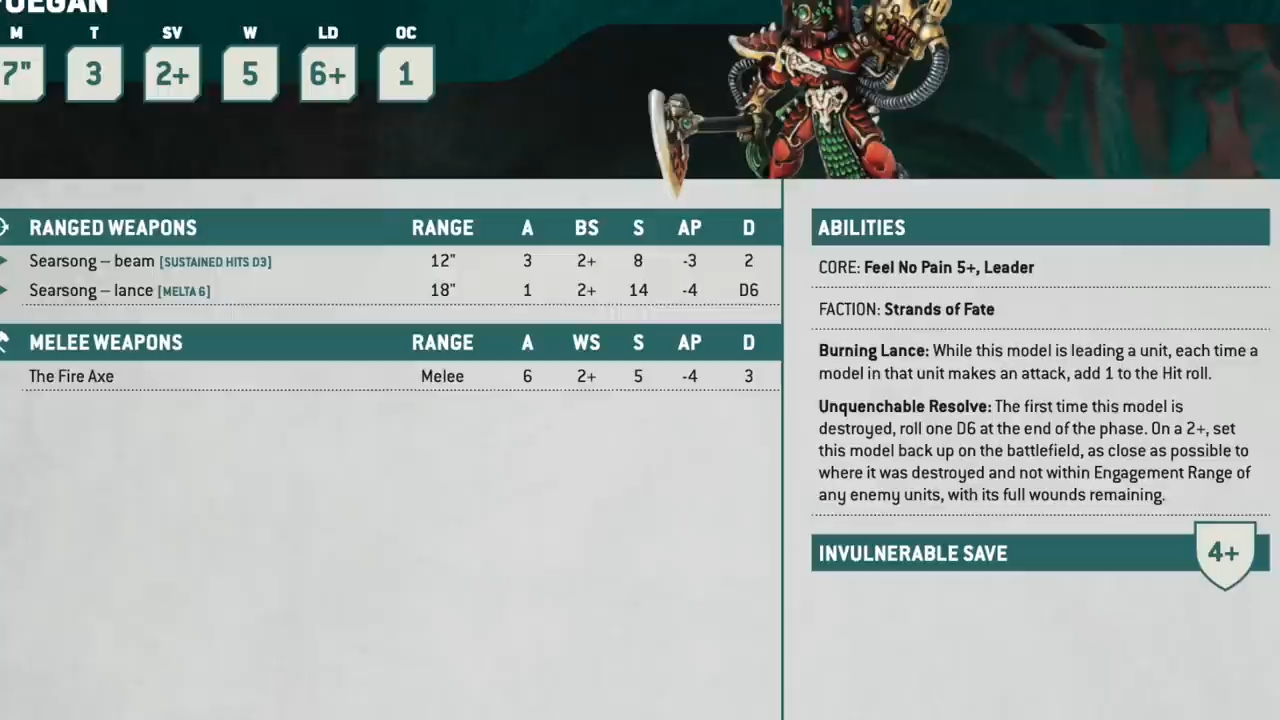 FUEGAN
M T SV W LD OC
7" 3 2+ 5 6+ 1
RANGED WEAPONS RANGE A BS S AP D
Searsong – beam [SUSTAINED HITS D3] 12" 3 2+ 8 -3 2
Searsong – lance [MELTA 6] 18" 1 2+ 14 -4 D6
MELEE WEAPONS RANGE A WS S AP D
The Fire Axe Melee 6 2+ 5 -4 3
ABILITIES
CORE: Feel No Pain 5+, Leader
FACTION: Strands of Fate
Burning Lance: While this model is leading a unit, each time a
model in that unit makes an attack, add 1 to the Hit roll.
Unquenchable Resolve: The first time this model is
destroyed, roll one D6 at the end of the phase. On a 2+, set
this model back up on the battlefield, as close as possible to
where it was destroyed and not within Engagement Range of
any enemy units, with its full wounds remaining.
INVULNERABLE SAVE 4+